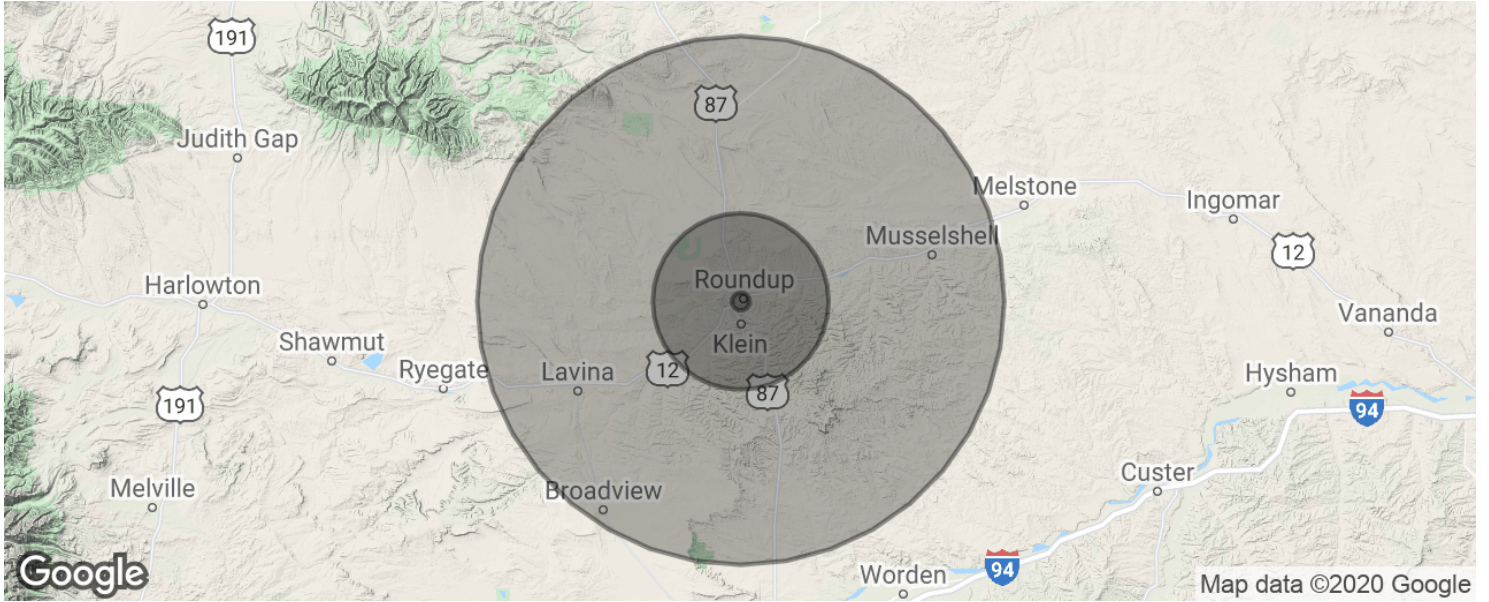 191
87
Judith Gap
Melstone
Ingomar
Musselshell
12
Roundup
Harlowton
Vananda
Shawmut
Klein
Ryegate
Lavina
12
Hysham
87
191
94
Custer
Melville
Broadview
Google
94
Worden
Map data ©2020 Google